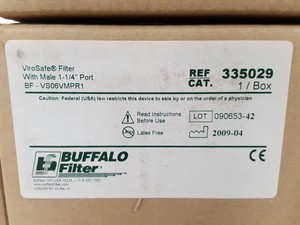 ViroSafe® Filter
With Male 1-1/4" Port
BF - VS06VMPR1
REF CAT. 335029
1 / Box
Caution: Federal (USA) law restricts this device to sale by or on the order of a physician.
Read Instructions Before Use
LOT 090653-42
Latex Free
2009-04
BUFFALO
Filter®